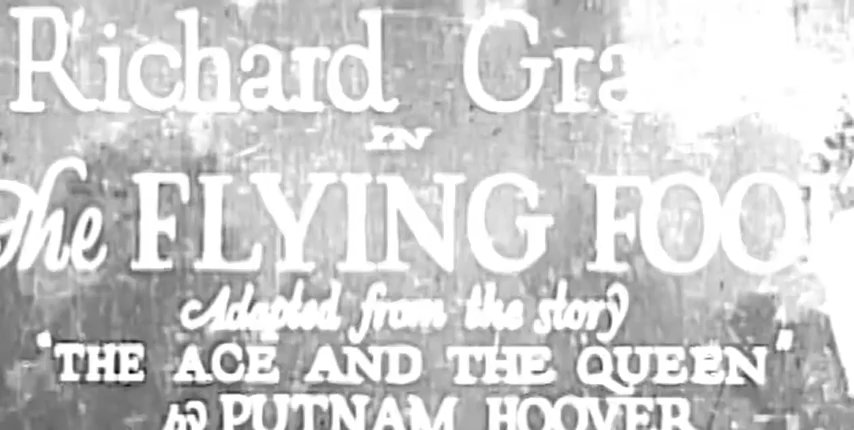 Richard Gra
IN
The FLYING FOO
Adapted from the story
"THE ACE AND THE QUEEN"
by PUTNAM HOOVER